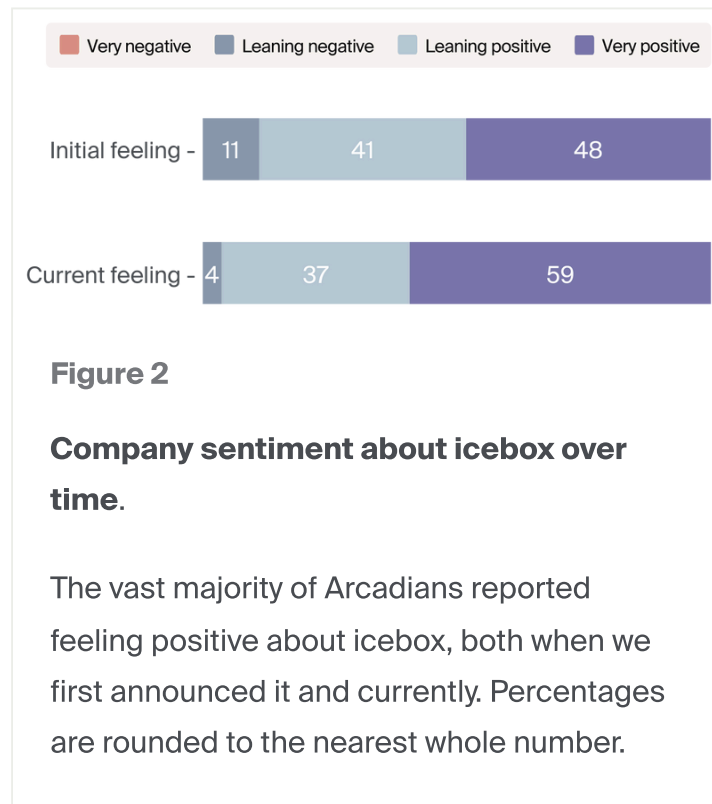 Very negative Leaning negative Leaning positive Very positive
Initial feeling - 11 41 48
Current feeling - 4 37 59
Figure 2
Company sentiment about icebox over
time.
The vast majority of Arcadians reported
feeling positive about icebox, both when we
first announced it and currently. Percentages
are rounded to the nearest whole number.